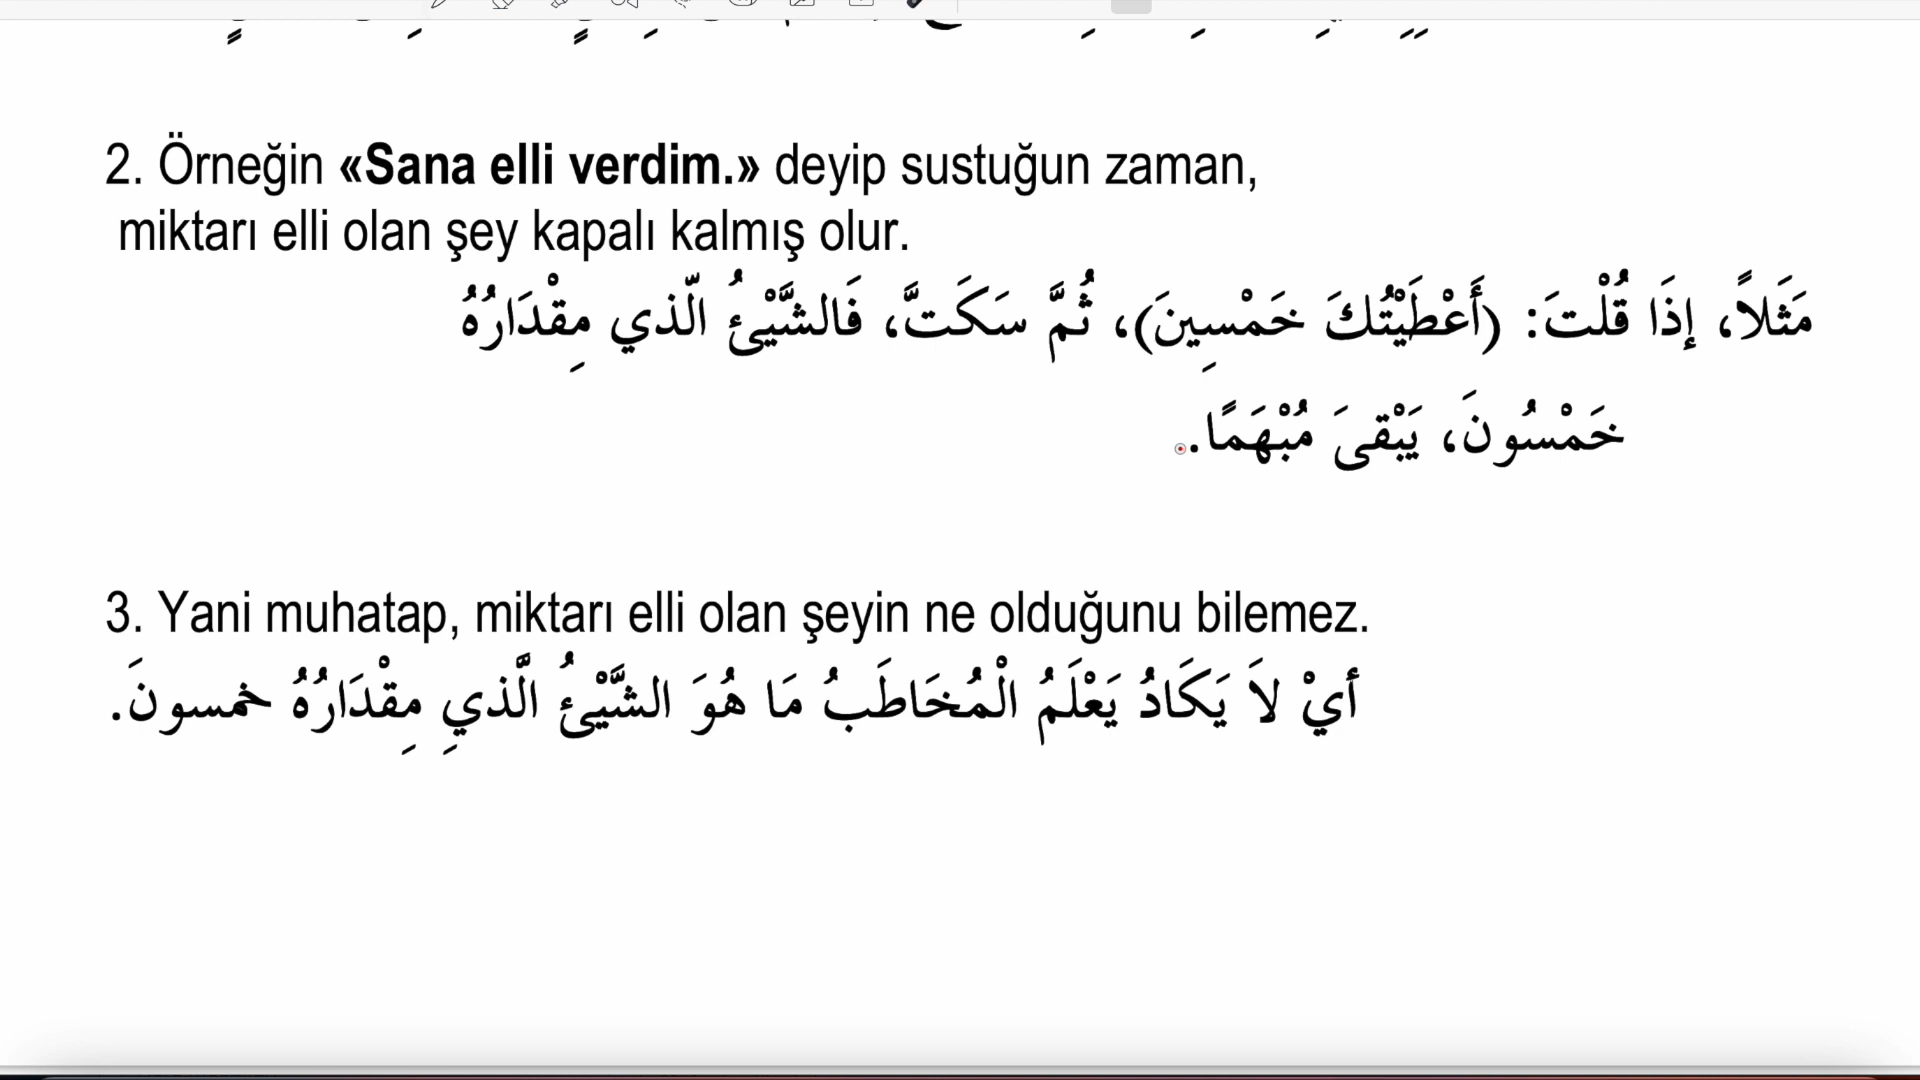 2. Örneğin «Sana elli verdim.» deyip sustuğun zaman,
miktarı elli olan şey kapalı kalmış olur.
مَثَلاً، إِذَا قُلْتَ: (أَعْطَيْتُكَ خَمْسِينَ)، ثُمَّ سَكَتَّ، فَالشَّيْئُ الّذي مِقْدَارُهُ
خَمْسُونَ، يَبْقىَ مُبْهَمًا.
3. Yani muhatap, miktarı elli olan şeyin ne olduğunu bilemez.
أيْ لاَ يَكَادُ يَعْلَمُ الْمُخَاطَبُ مَا هُوَ الشَّيْئُ الَّذيِ مِقْدَارُهُ خمسونَ.